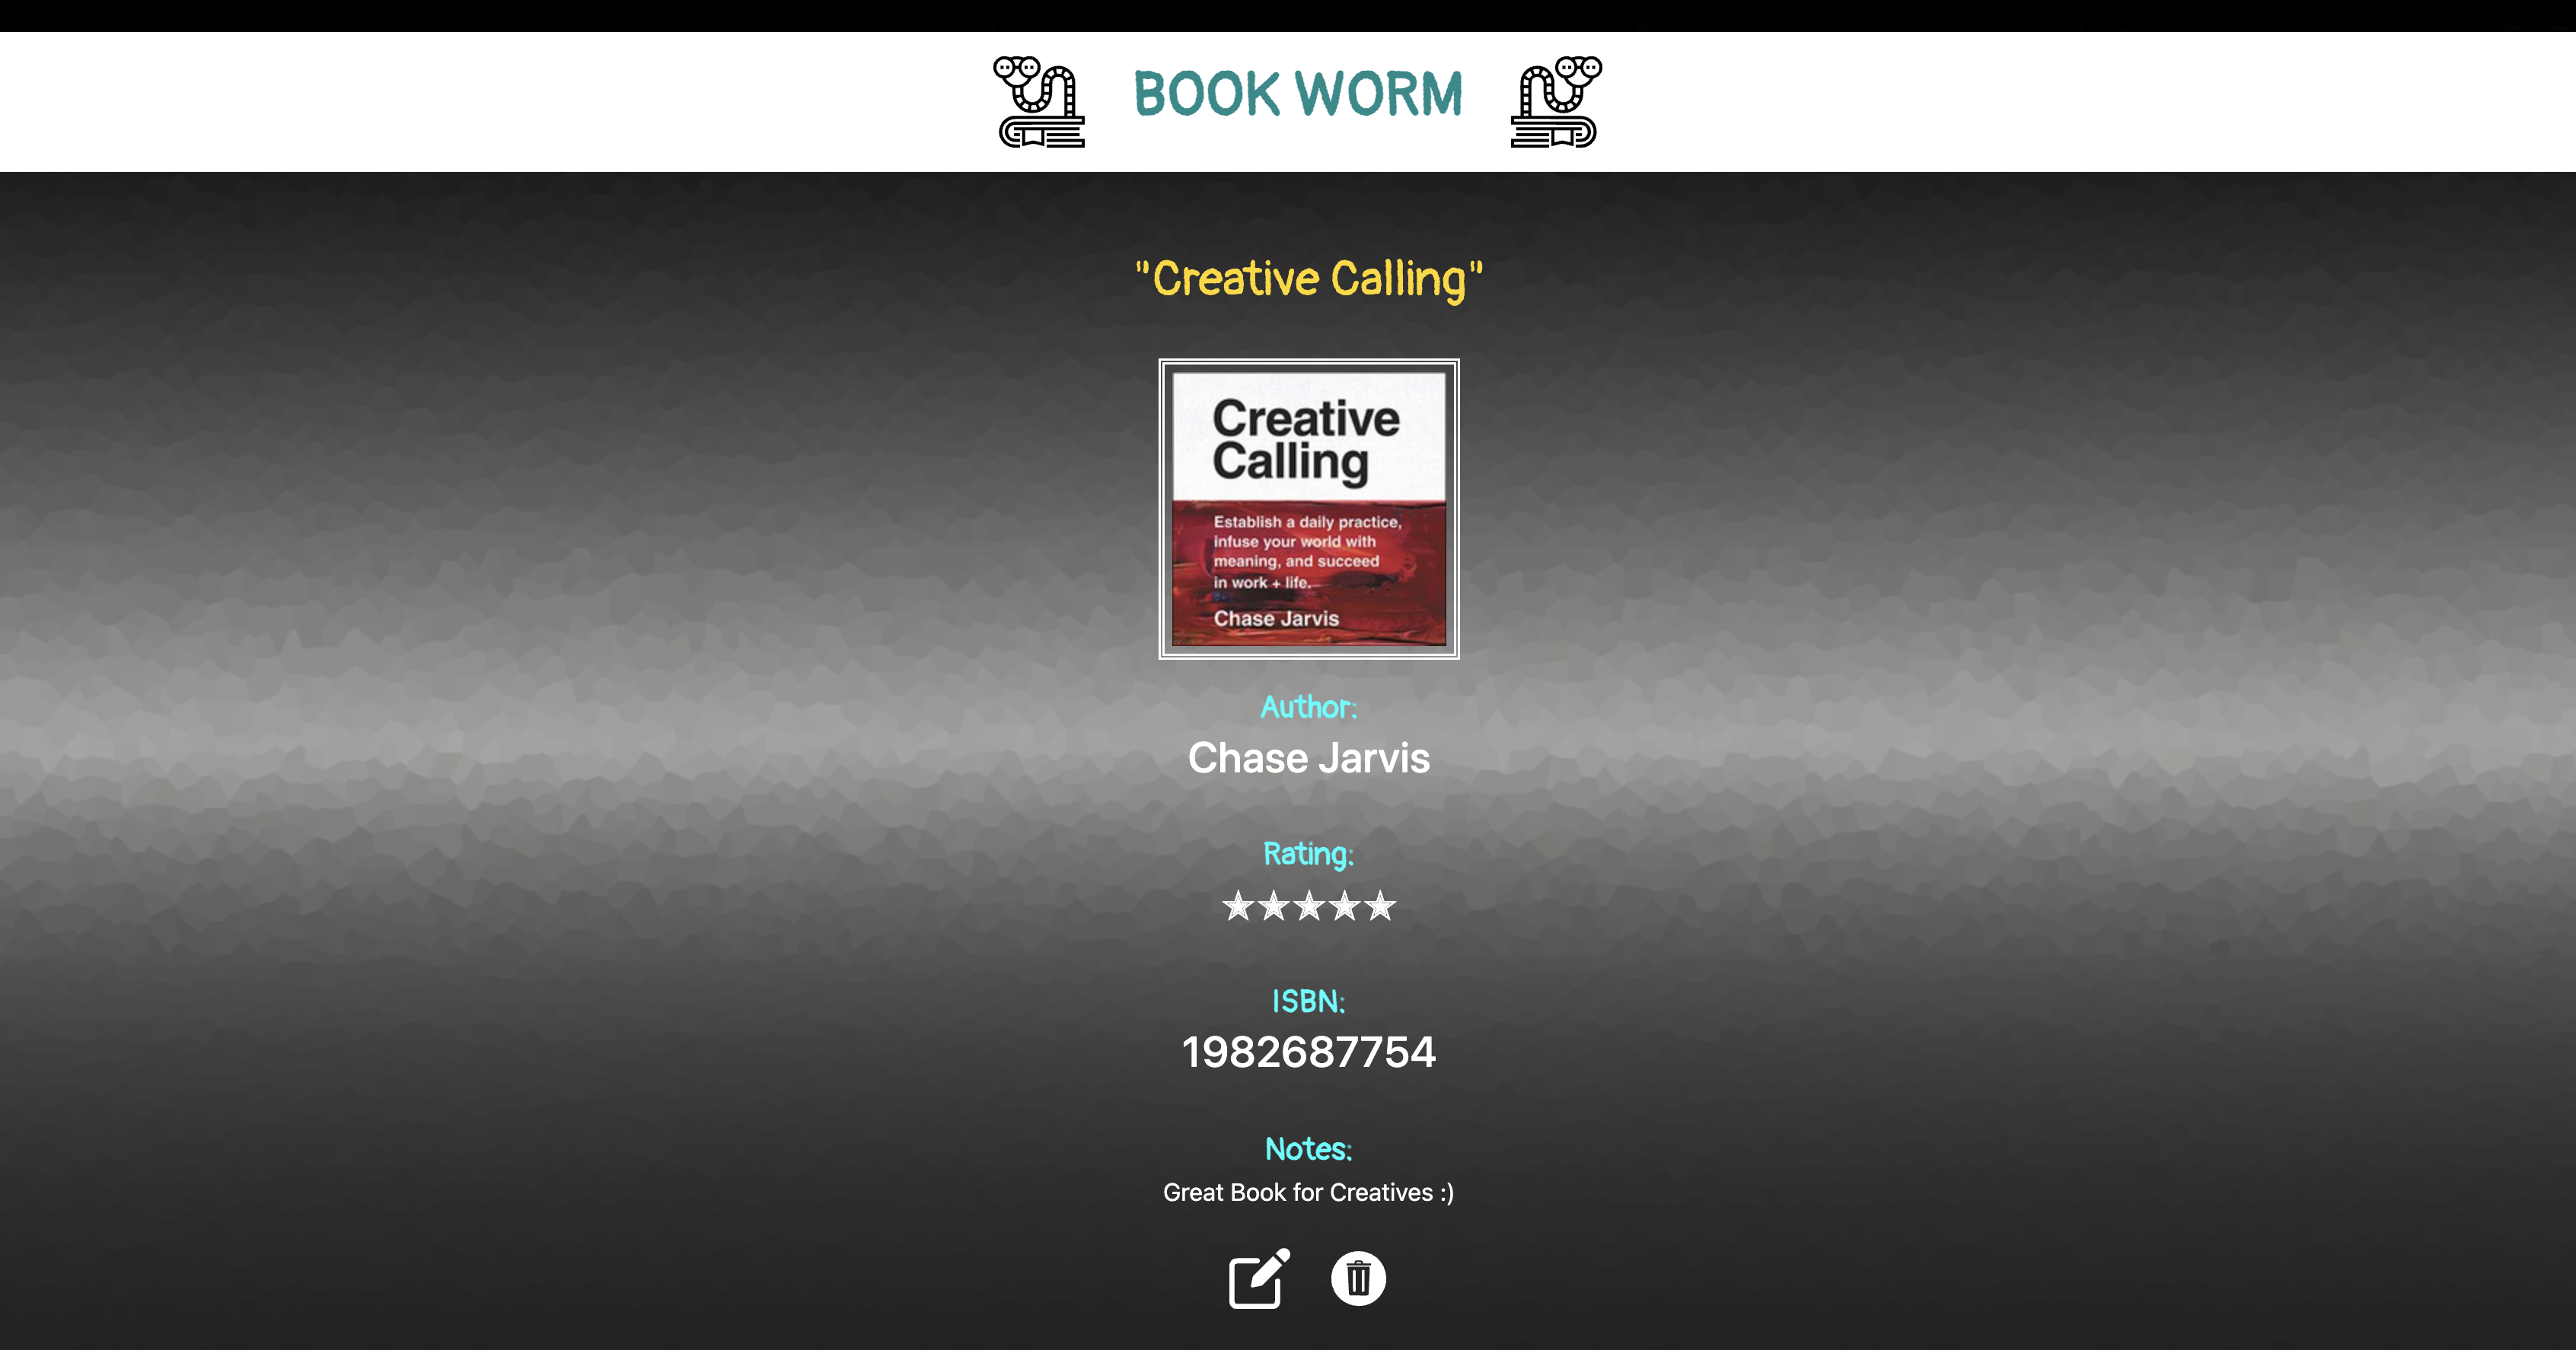 BOOK WORM
"Creative Calling"
Creative
Calling
Establish a daily practice,
infuse your world with
meaning, and succeed
in work + life.
Chase Jarvis
Author:
Chase Jarvis
Rating:
★★★★★
ISBN:
1982687754
Notes:
Great Book for Creatives :)